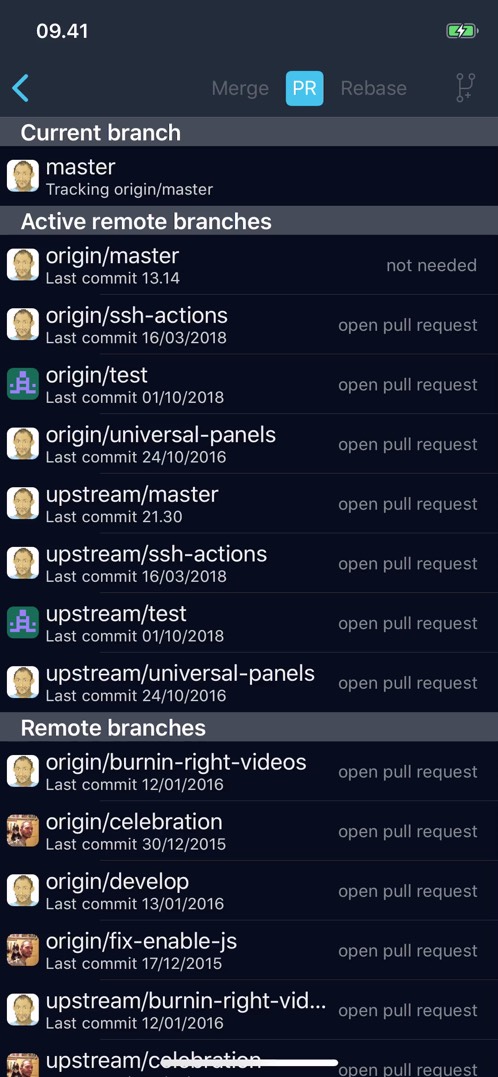 09.41
Merge PR Rebase
Current branch
master
Tracking origin/master
Active remote branches
origin/master
Last commit 13.14
not needed
origin/ssh-actions
Last commit 16/03/2018
open pull request
origin/test
Last commit 01/10/2018
open pull request
origin/universal-panels
Last commit 24/10/2016
open pull request
upstream/master
Last commit 21.30
open pull request
upstream/ssh-actions
Last commit 16/03/2018
open pull request
upstream/test
Last commit 01/10/2018
open pull request
upstream/universal-panels
Last commit 24/10/2016
open pull request
Remote branches
origin/burnin-right-videos
Last commit 12/01/2016
open pull request
origin/celebration
Last commit 30/12/2015
open pull request
origin/develop
Last commit 13/01/2016
open pull request
origin/fix-enable-js
Last commit 17/12/2015
open pull request
upstream/burnin-right-vid...
Last commit 12/01/2016
open pull request
upstream/celebration
open pull request